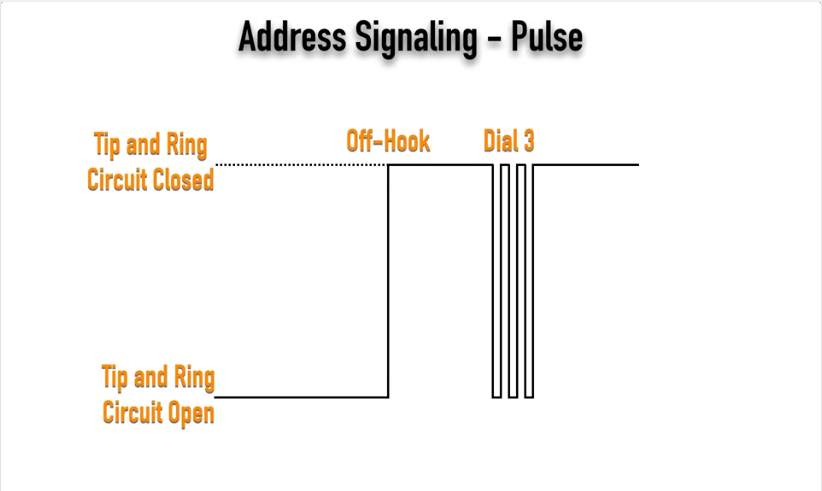 Address Signaling - Pulse
Off-Hook
Dial 3
Tip and Ring
Circuit Closed
Tip and Ring
Circuit Open